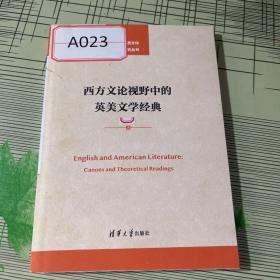 A023
西方文论视野中的
英美文学经典
English and American Literature:
Canons and Theoretical Readings
清华大学出版社